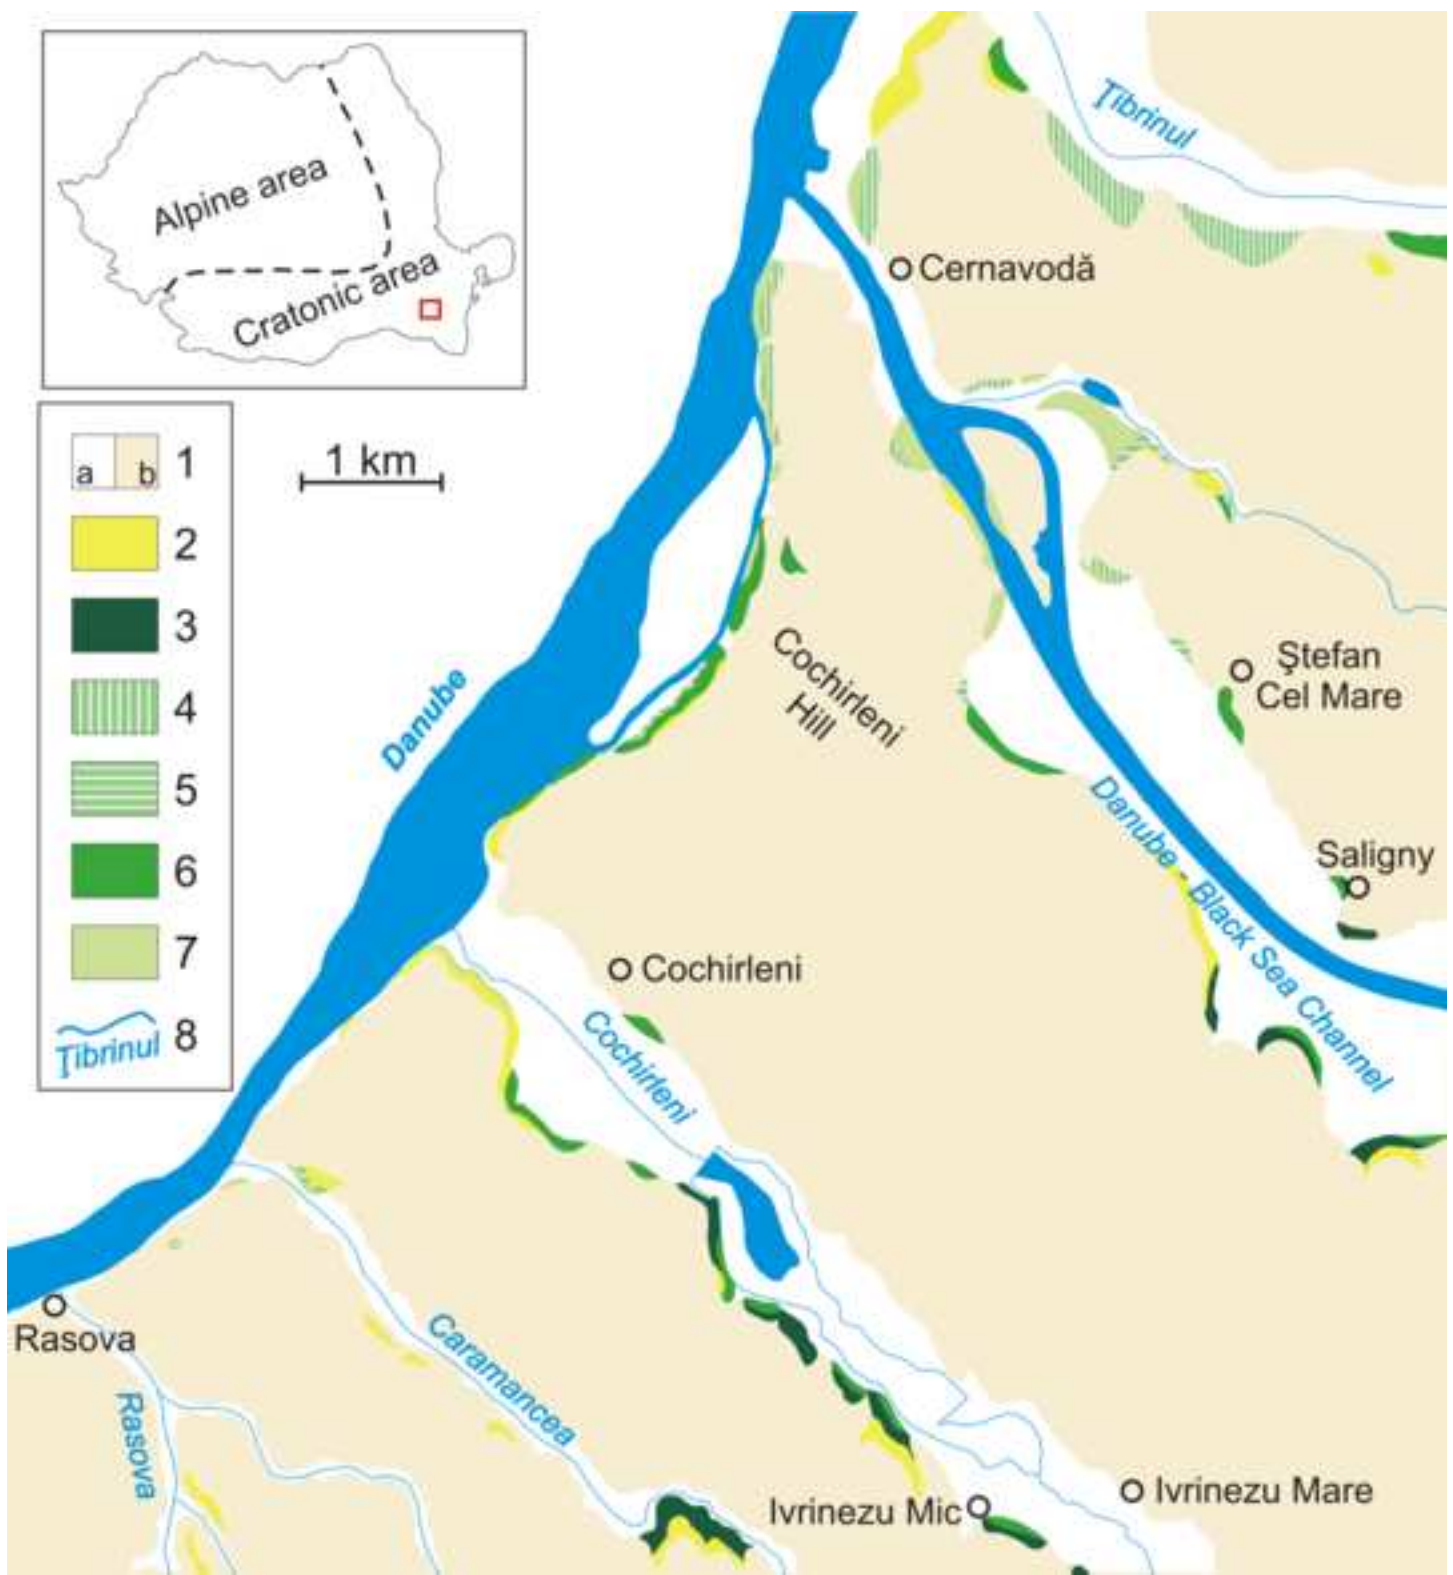 Alpine area
Cratonic area
a
b
1
2
3
4
5
6
7
Ţibrinul
8
1 km
Ţibrinul
Cernavodă
Danube
Cochirleni
Hill
Ştefan
Cel Mare
Saligny
Danube - Black Sea Channel
Cochirleni
Cochirleni
Rasova
Rasova
Caramancea
Ivrinezu Mic
Ivrinezu Mare